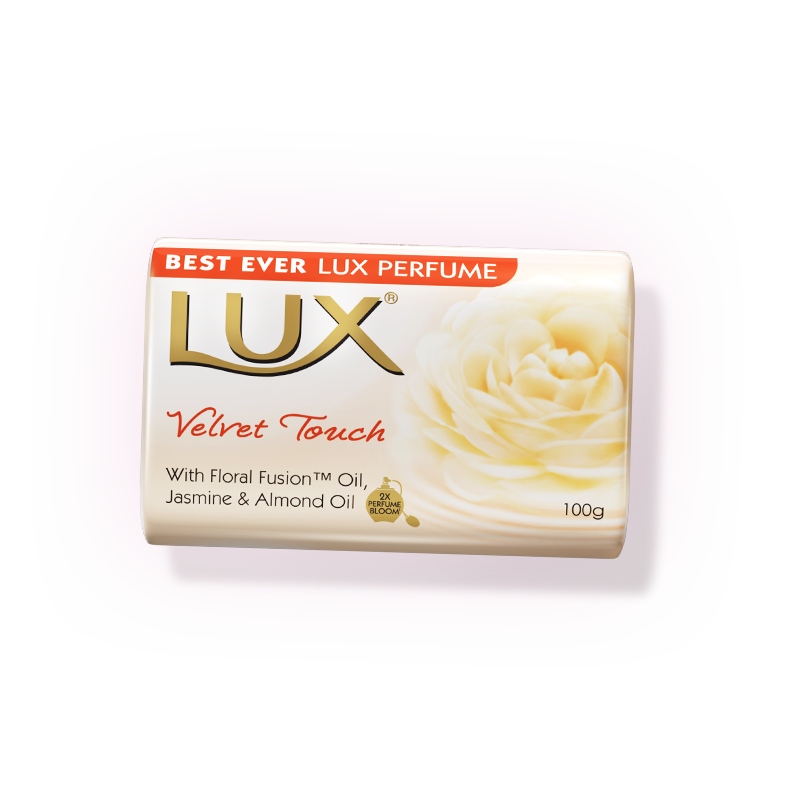 BEST EVER LUX PERFUME
LUX®
Velvet Touch
With Floral Fusion™ Oil,
Jasmine & Almond Oil
2X
PERFUME
BLOOM
100g